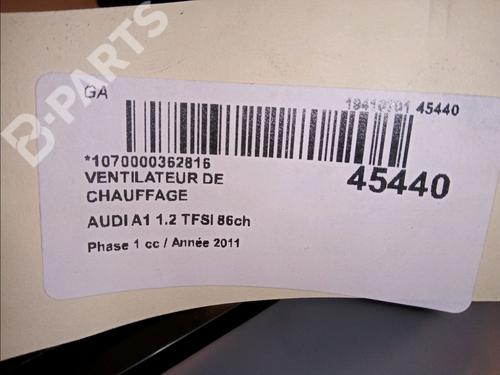 B-PARTS
GA
45440
*1070000362816
45440
VENTILATEUR DE
CHAUFFAGE
AUDI A1 1.2 TFSI 86ch
Phase 1 cc / Année 2011